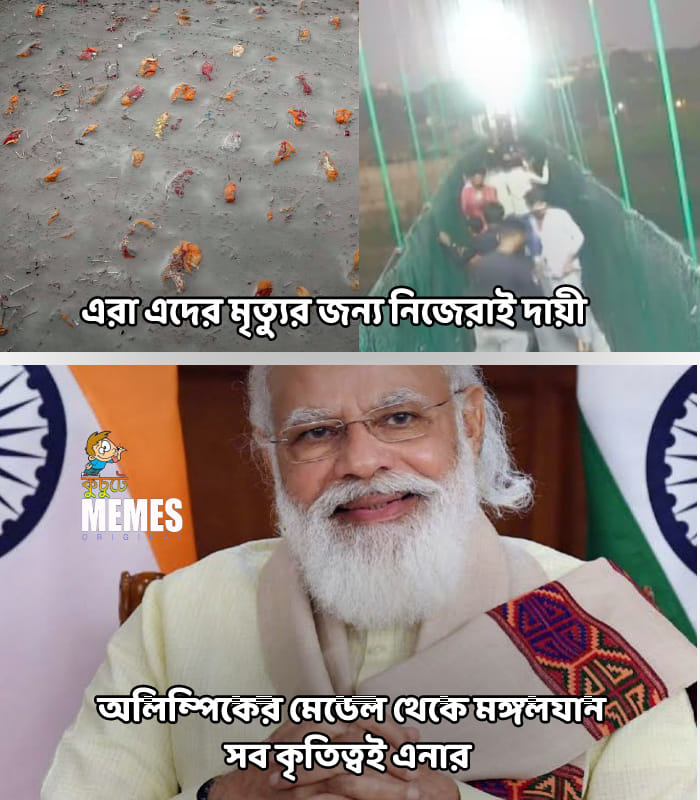 এরা এদের মৃত্যুর জন্য নিজেরাই দায়ী
কুচুটে
MEMES
ORIGINAL
অলিম্পিকের মেডেল থেকে মঙ্গলযান
সব কৃতিত্বই এনার